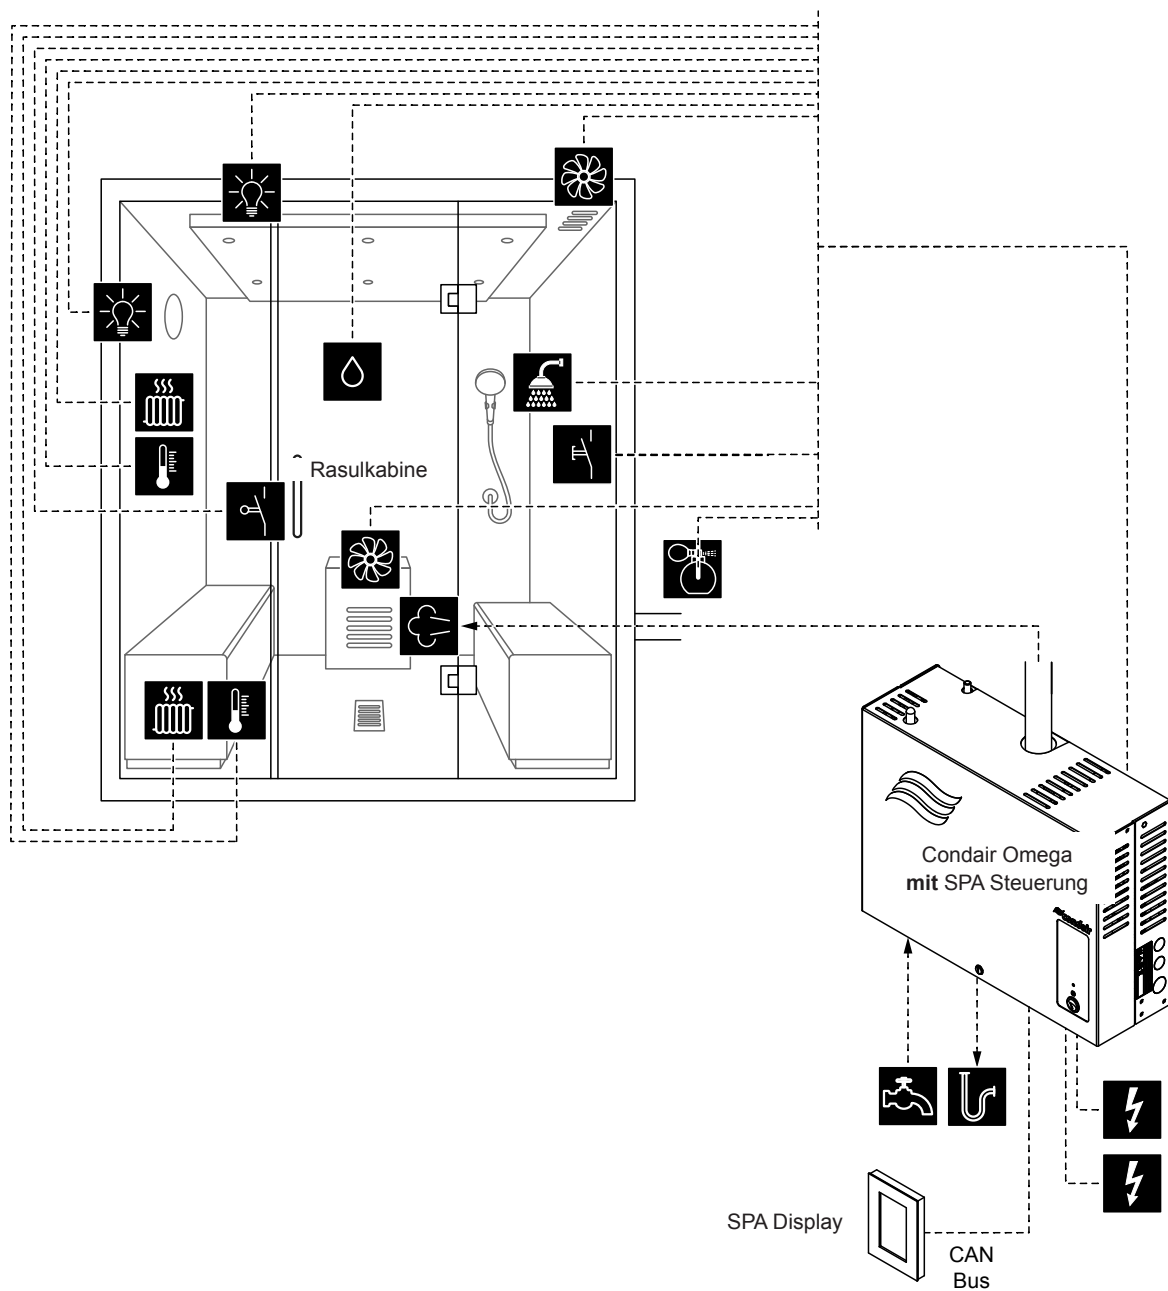 Rasulkabine
Condair Omega
mit SPA Steuerung
SPA Display
CAN
Bus